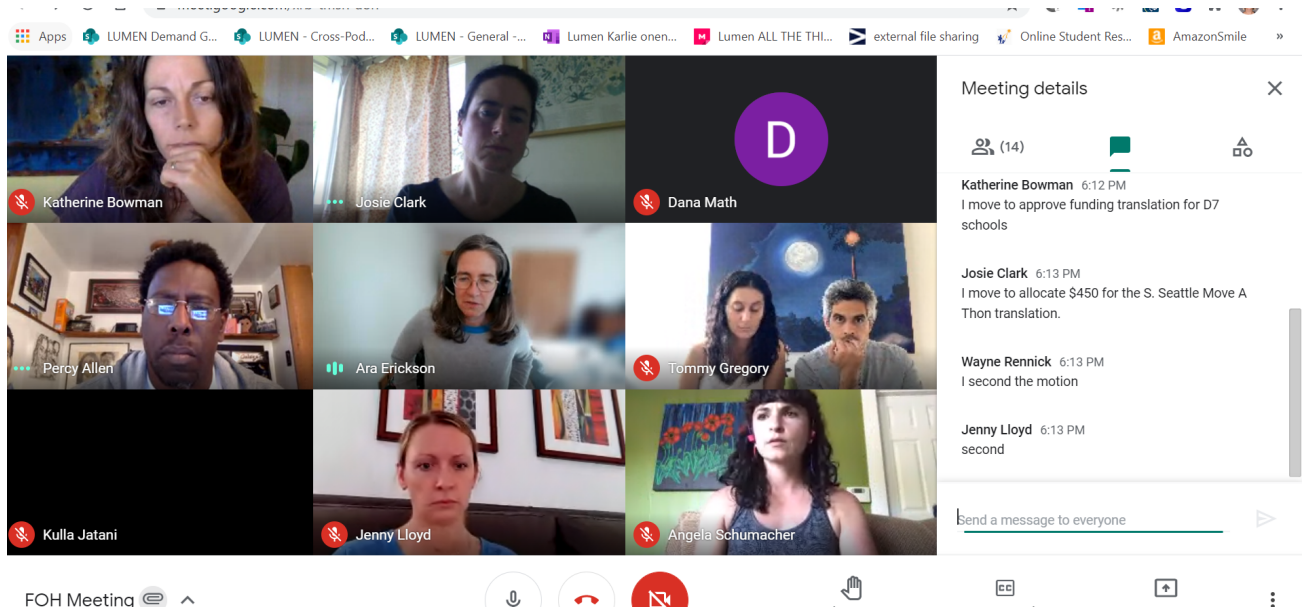 Apps LUMEN Demand G... LUMEN - Cross-Pod... LUMEN - General -... Lumen Karlie onen... Lumen ALL THE THI... external file sharing Online Student Res... AmazonSmile »
Katherine Bowman
Josie Clark
D
Dana Math
Percy Allen
Ara Erickson
Tommy Gregory
Kulla Jatani
Jenny Lloyd
Angela Schumacher
Meeting details
(14)
Katherine Bowman 6:12 PM
I move to approve funding translation for D7
schools
Josie Clark 6:13 PM
I move to allocate $450 for the S. Seattle Move A
Thon translation.
Wayne Rennick 6:13 PM
I second the motion
Jenny Lloyd 6:13 PM
second
Send a message to everyone
FOH Meeting
CC